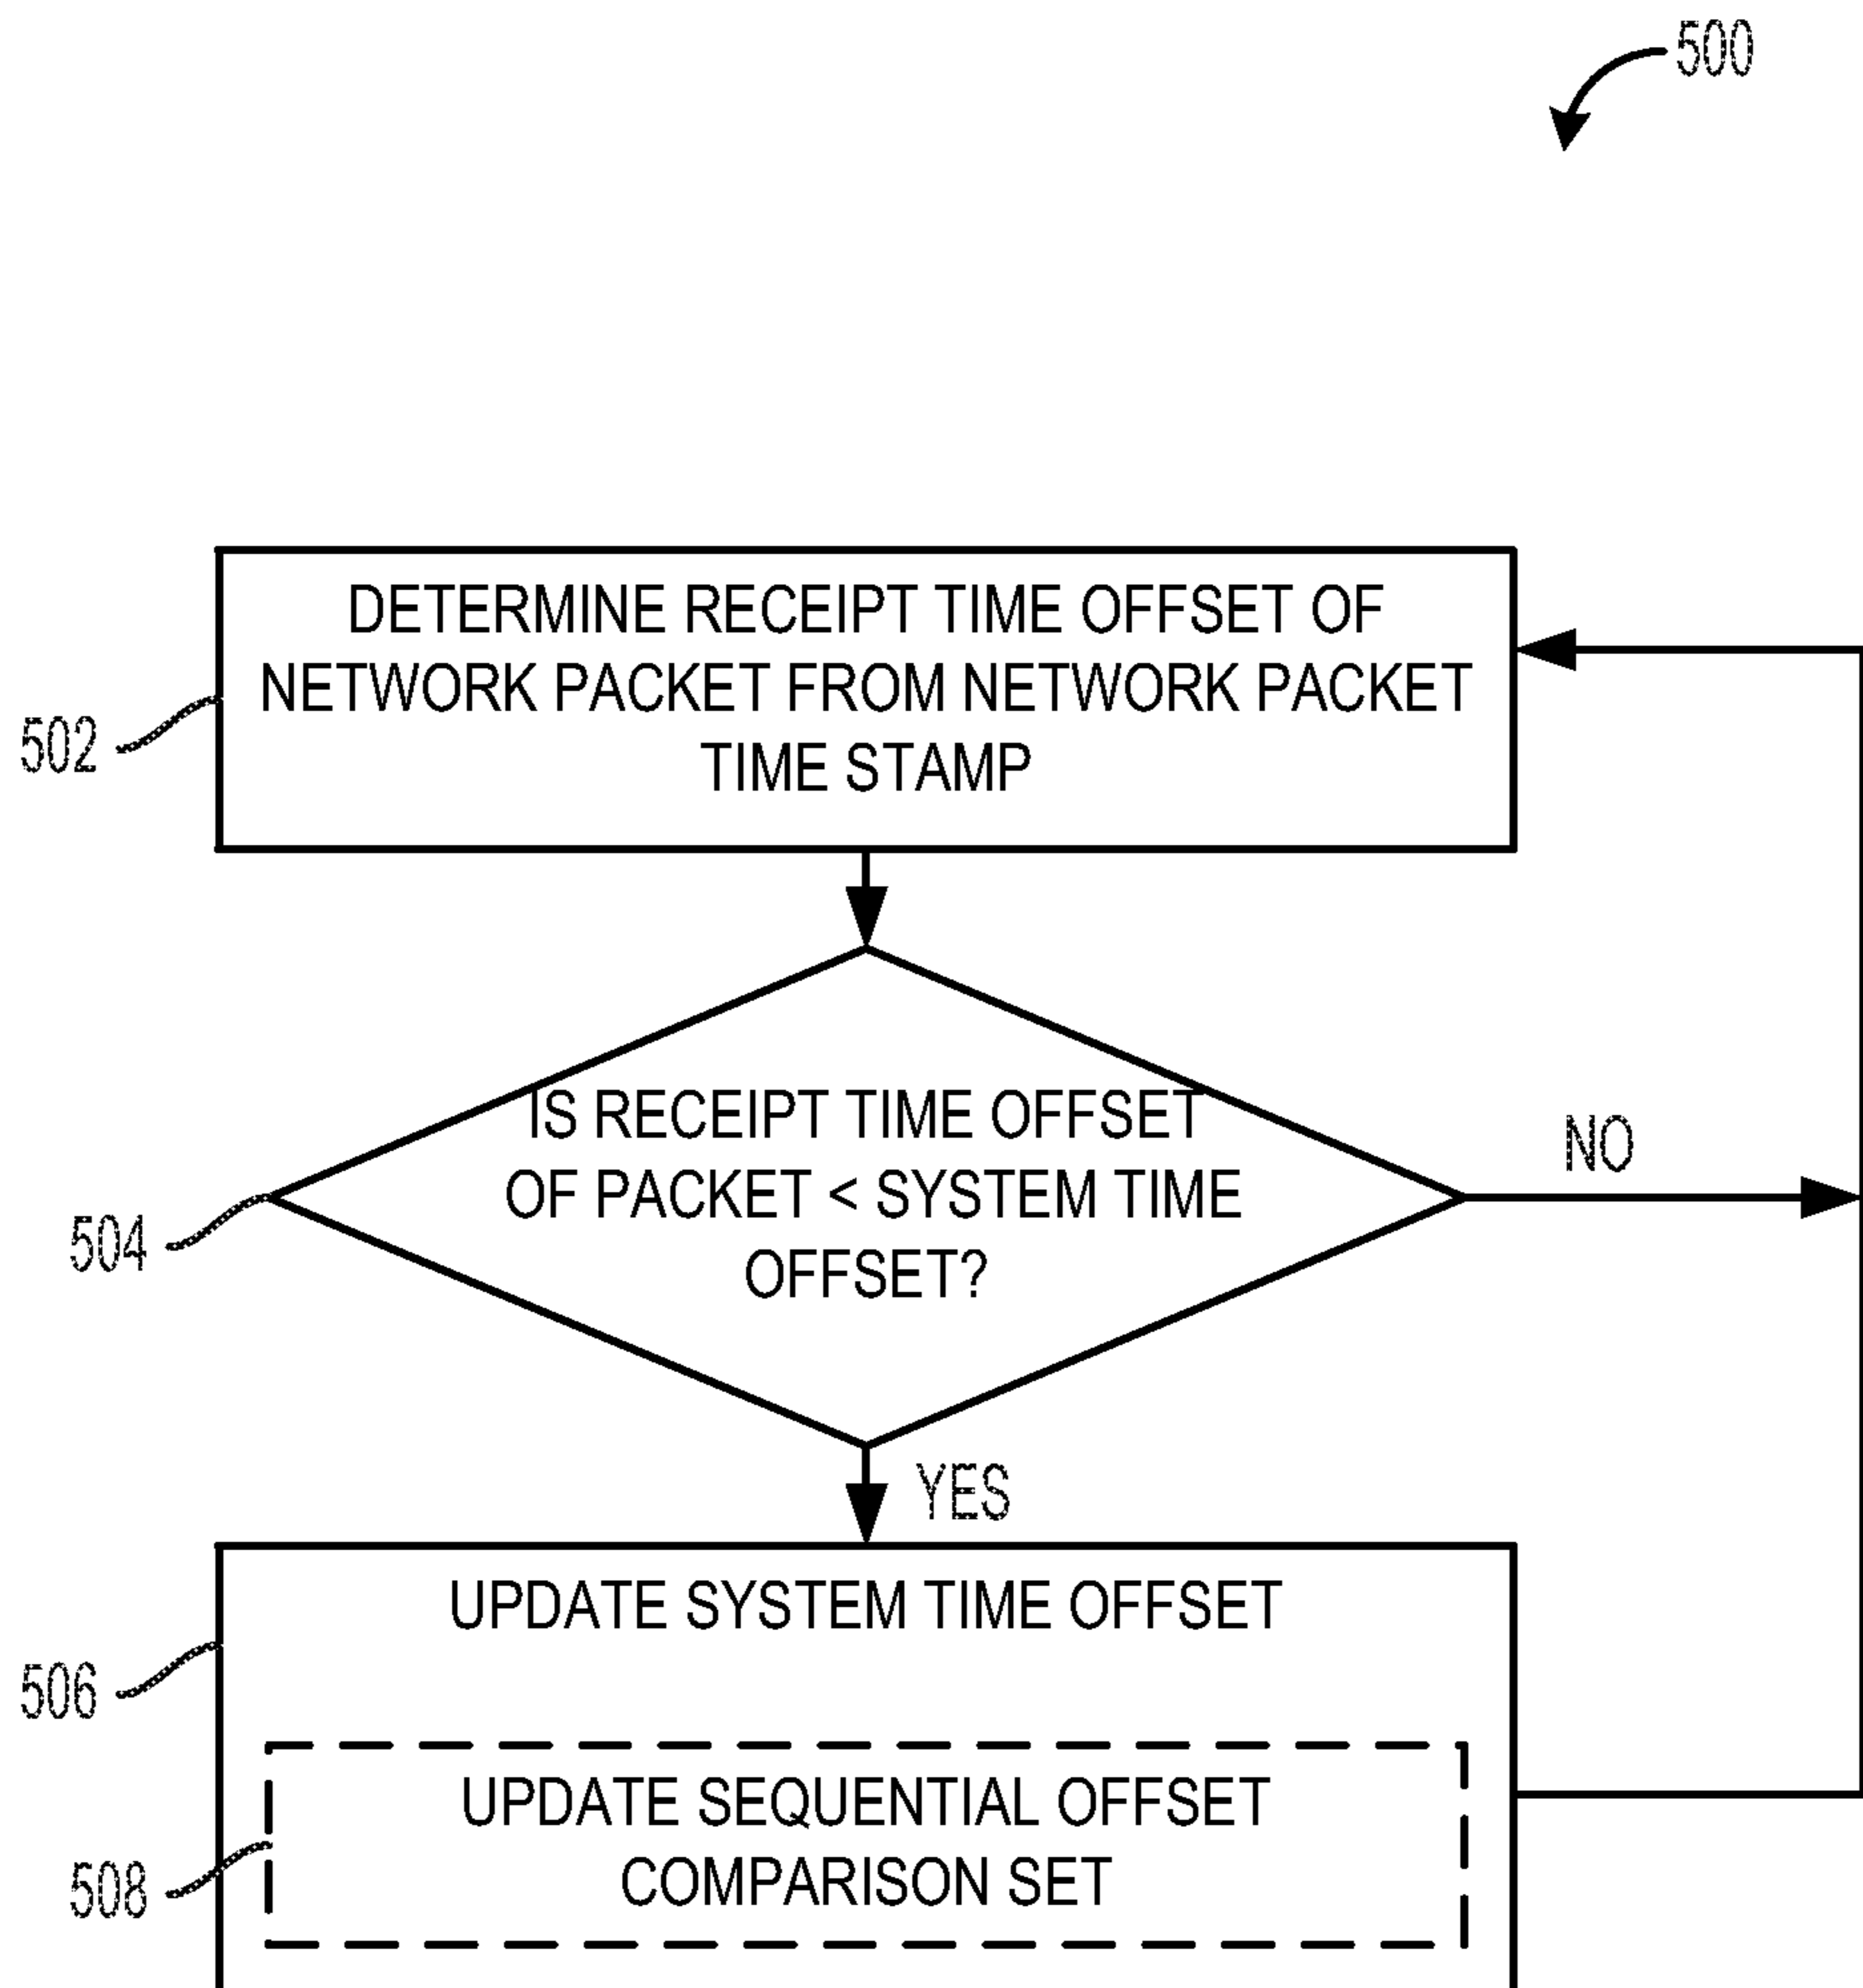 500
DETERMINE RECEIPT TIME OFFSET OF
NETWORK PACKET FROM NETWORK PACKET
TIME STAMP
502
IS RECEIPT TIME OFFSET
OF PACKET < SYSTEM TIME
OFFSET?
NO
504
YES
UPDATE SYSTEM TIME OFFSET
506
UPDATE SEQUENTIAL OFFSET
COMPARISON SET
508